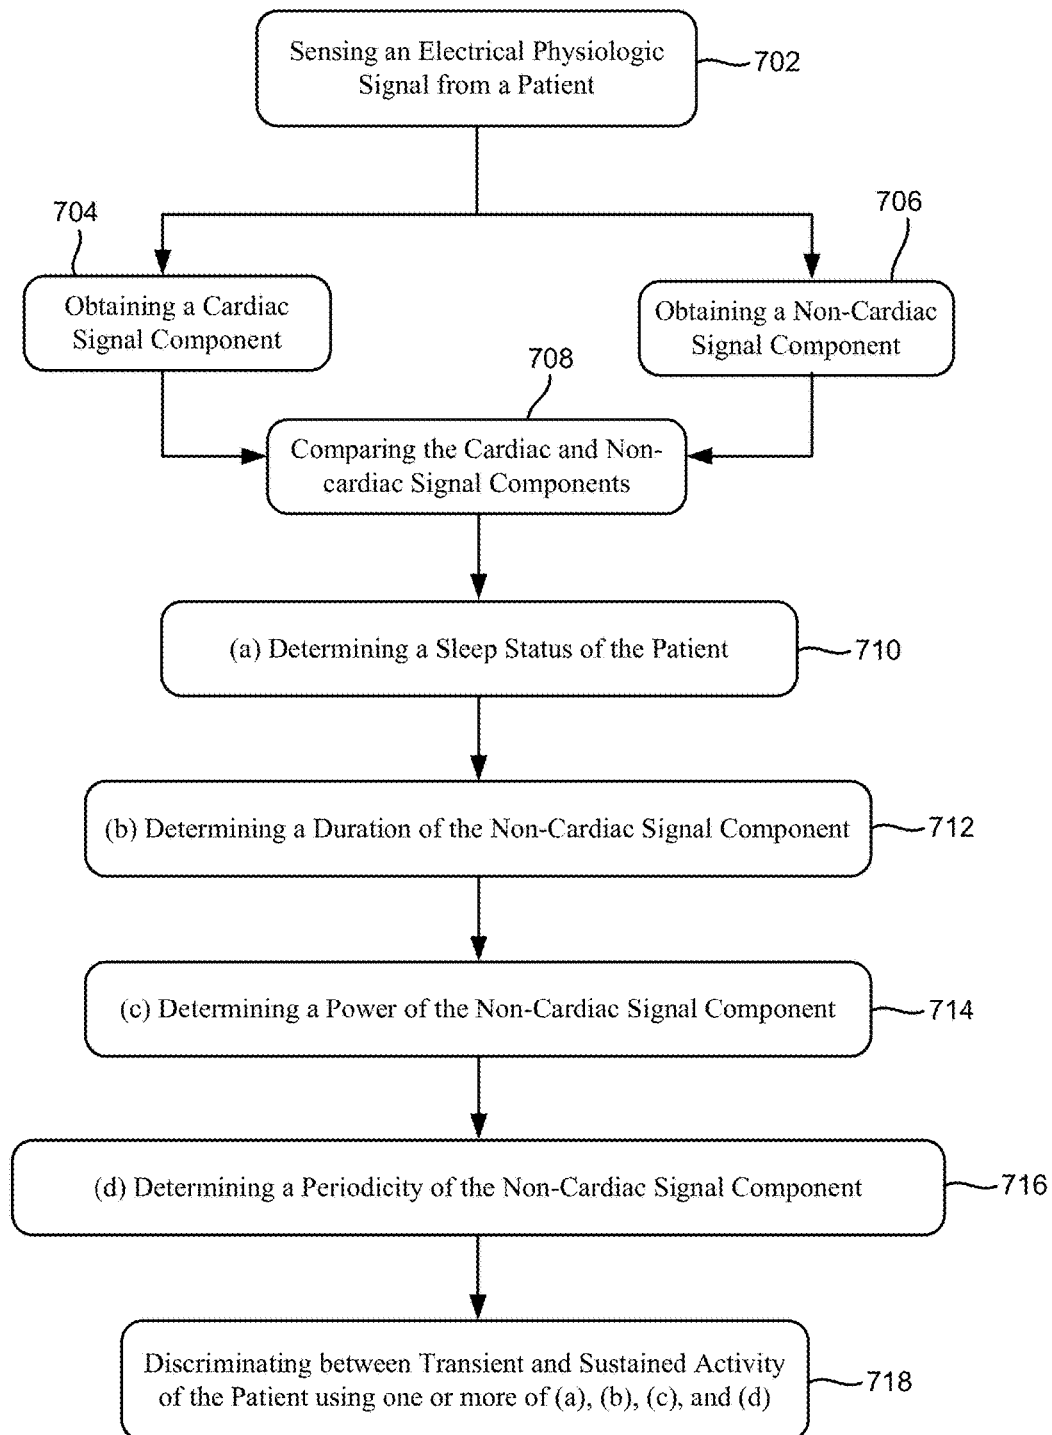 Sensing an Electrical Physiologic
Signal from a Patient
702
704
706
Obtaining a Cardiac
Signal Component
Obtaining a Non-Cardiac
Signal Component
708
Comparing the Cardiac and Non-
cardiac Signal Components
(a) Determining a Sleep Status of the Patient
710
(b) Determining a Duration of the Non-Cardiac Signal Component
712
(c) Determining a Power of the Non-Cardiac Signal Component
714
(d) Determining a Periodicity of the Non-Cardiac Signal Component
716
Discriminating between Transient and Sustained Activity
of the Patient using one or more of (a), (b), (c), and (d)
718